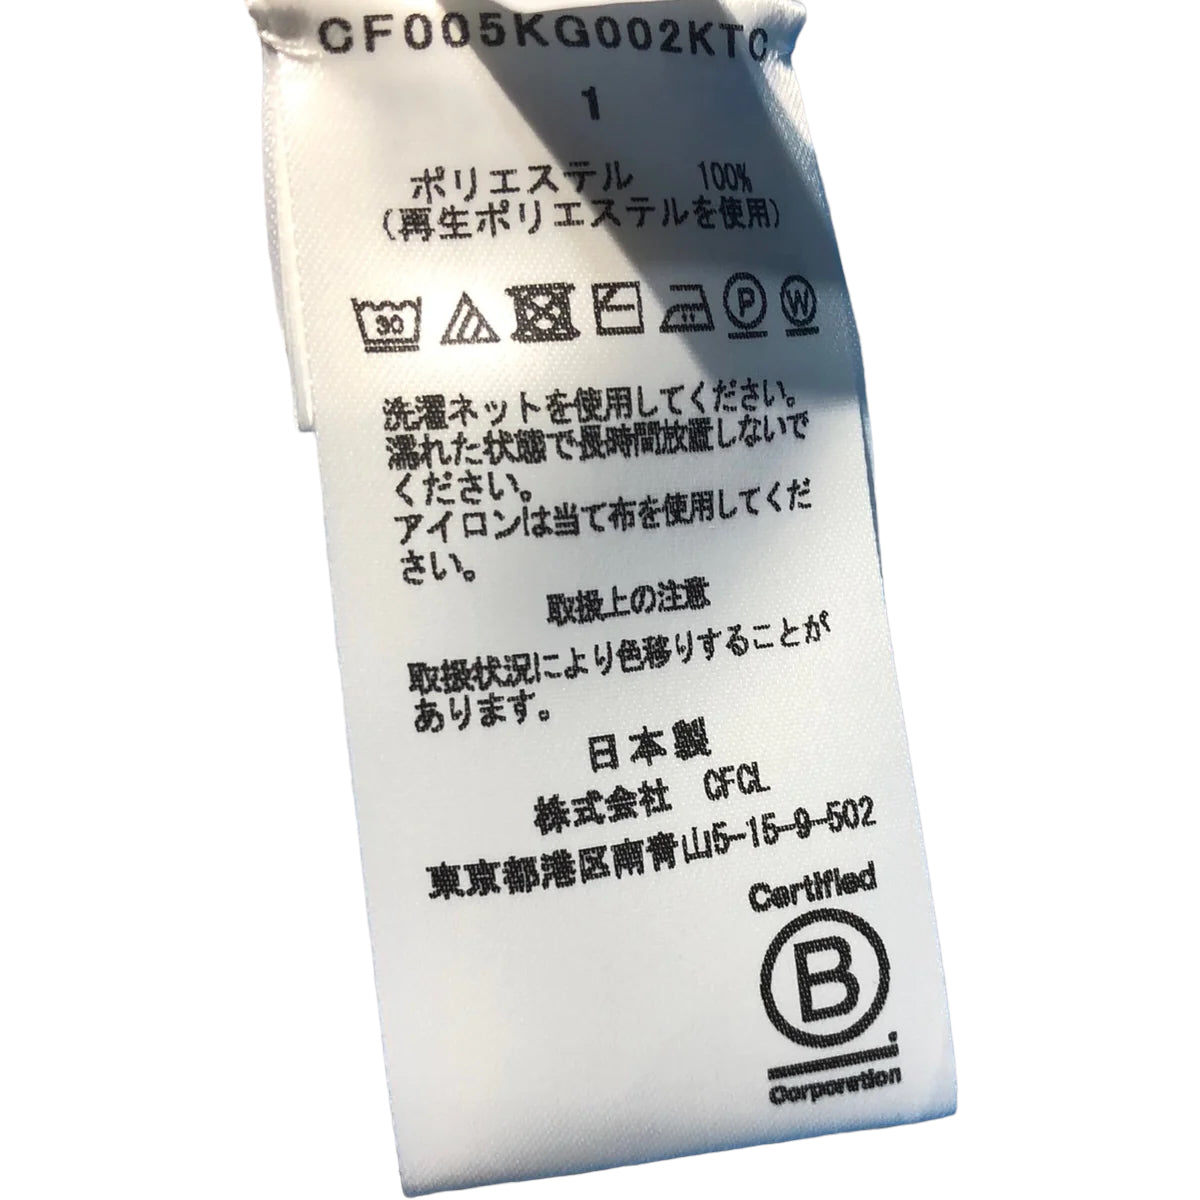 CF005KG002KTC
1
ポリエステル 100%
(再生ポリエステルを使用)
30 P W
洗濯ネットを使用してください。
濡れた状態で長時間放置しないで
ください。
アイロンは当て布を使用してくだ
さい。
取扱上の注意
取扱状況により色移りすることが
あります。
日本製
株式会社 CFCL
東京都港区南青山5-15-9-502
Certified
B
Corporation